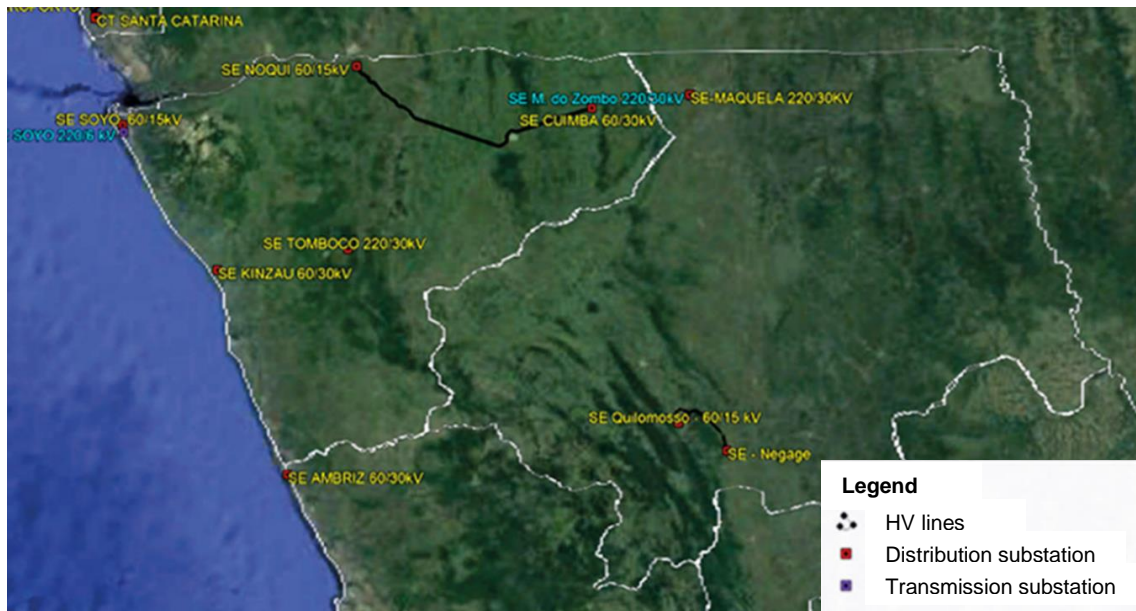 CT SANTA CATARINA
SE NOQUI 60/15kV
SE M. do Zombo 220/30kV
SE-MAQUELA 220/30KV
SE SOYO 60/15kV
SE CUIMBA 60/30kV
SOYO 220/6 kV
SE TOMBOCO 220/30kV
SE KINZAU 60/30kV
SE Quilomosso - 60/15 kV
SE - Negage
SE AMBRIZ 60/30kV
Legend
HV lines
Distribution substation
Transmission substation